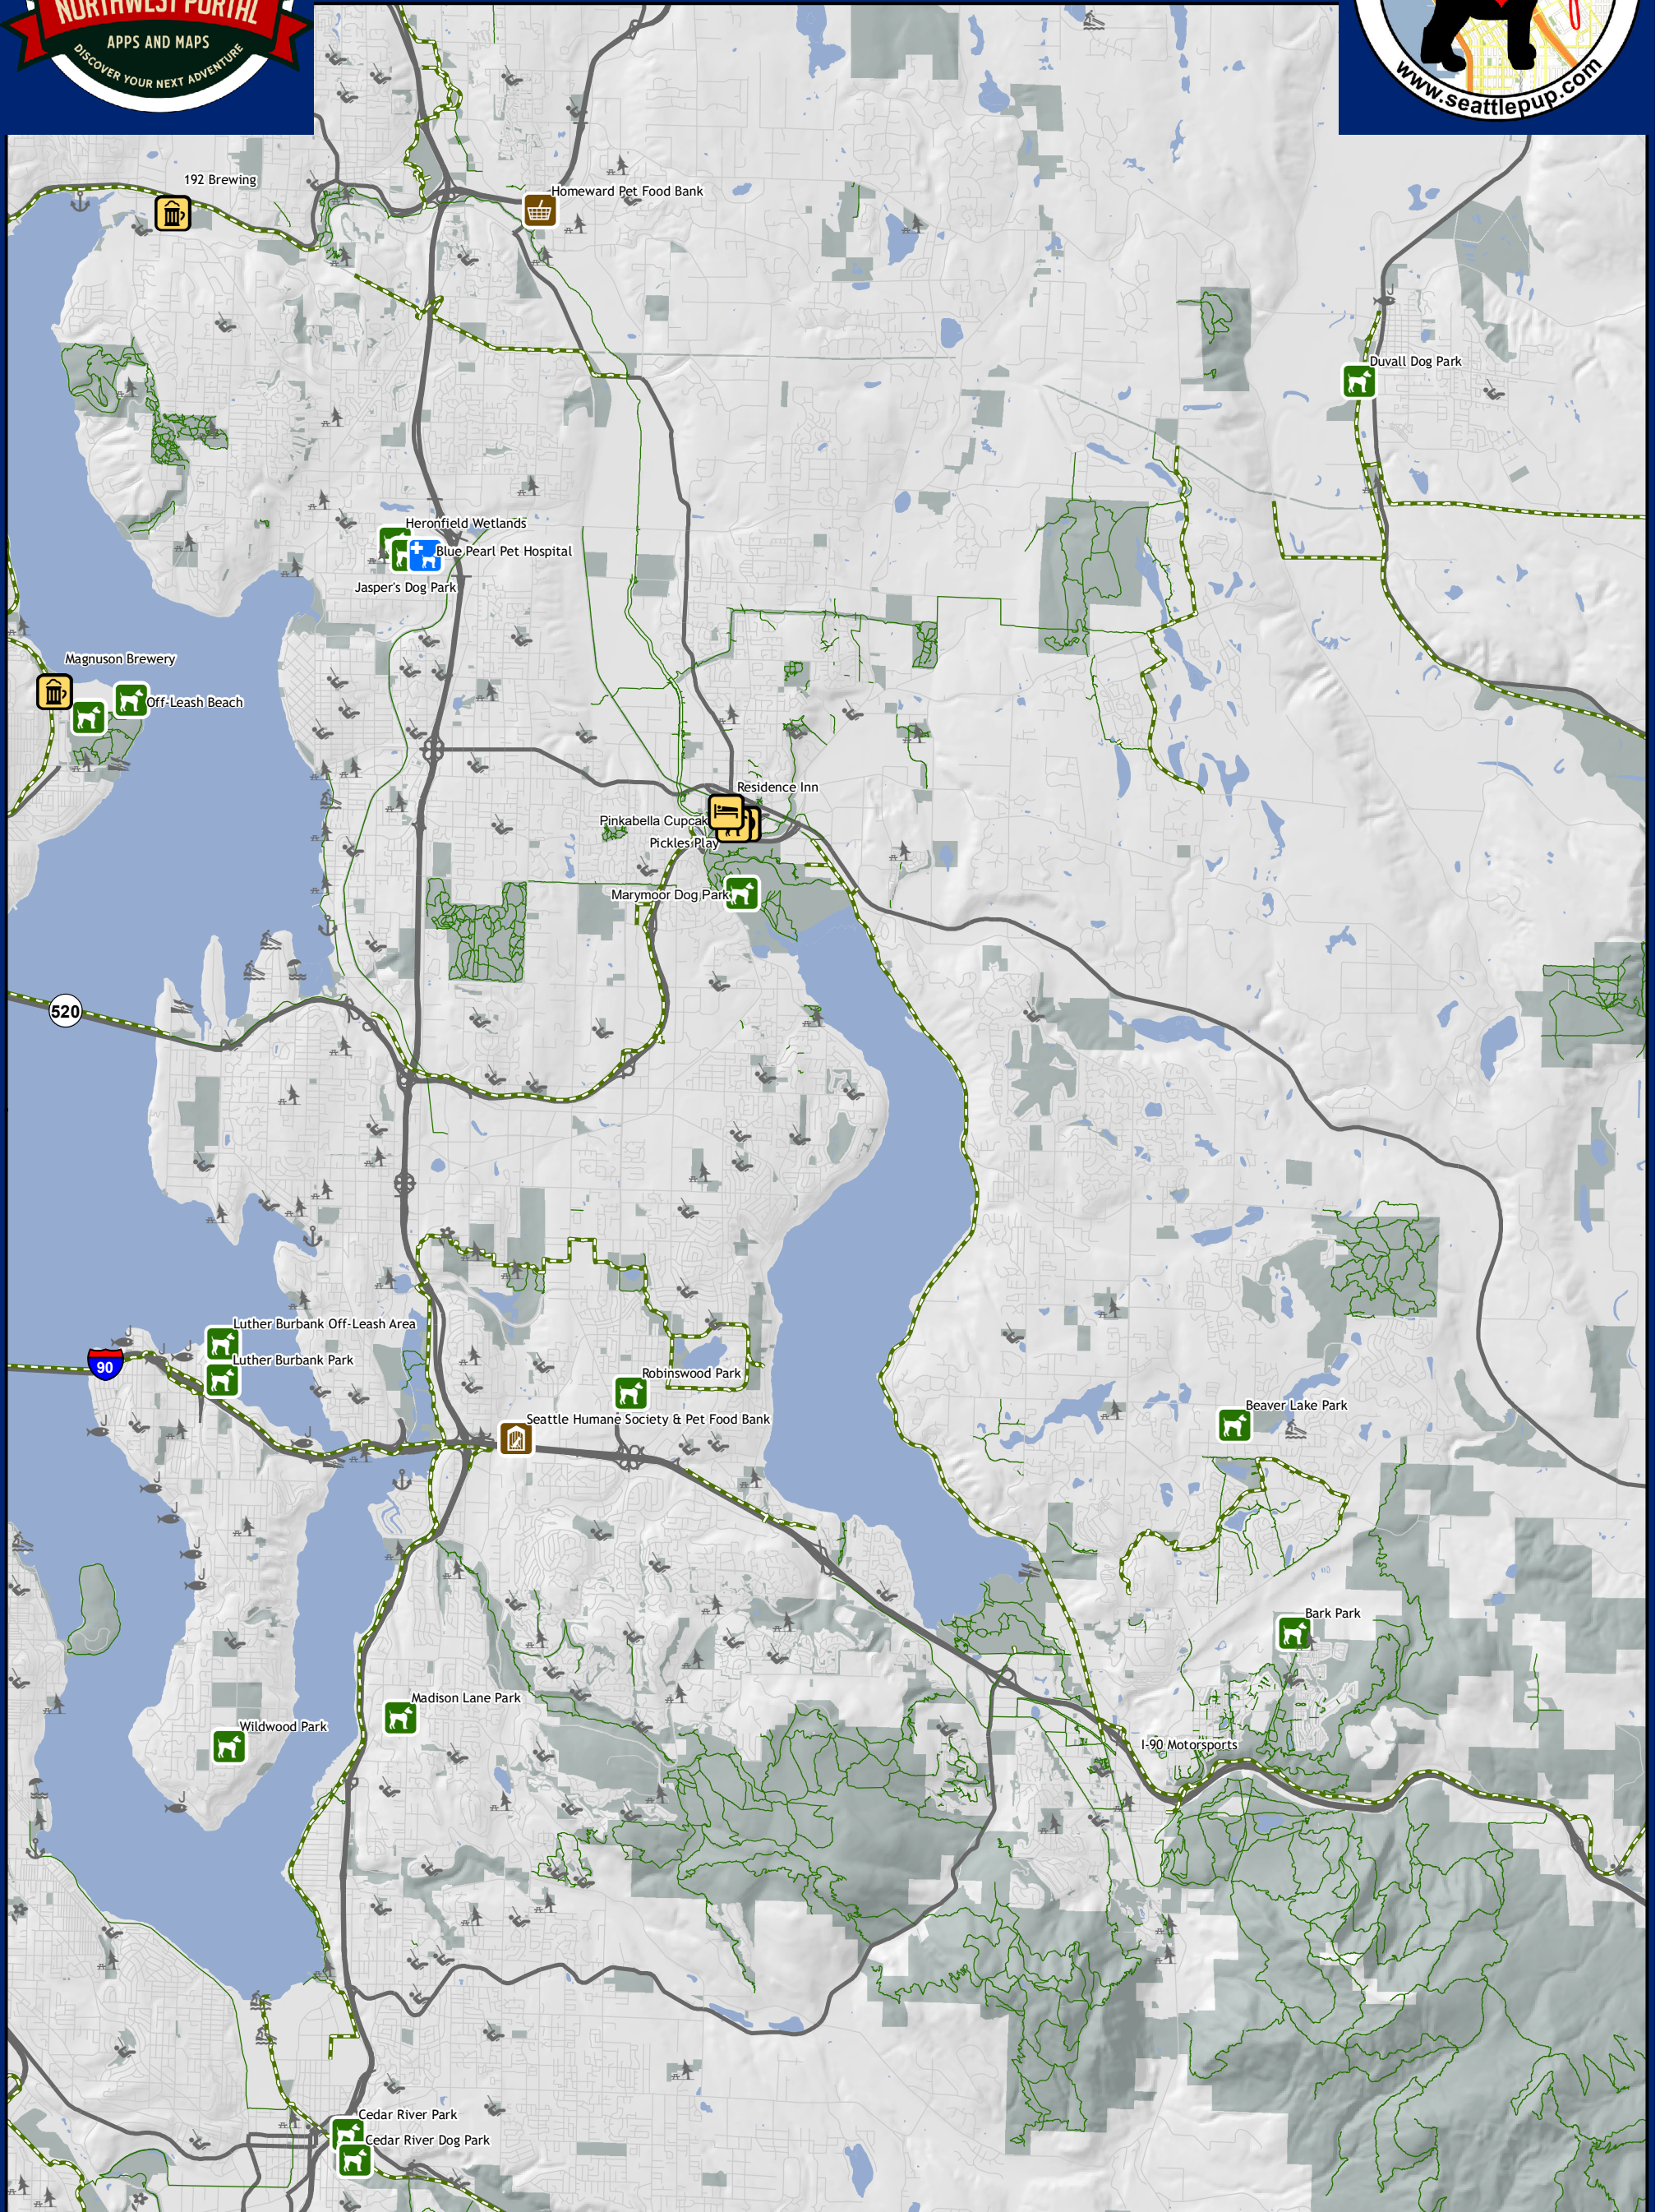 NORTHWEST PORTAL
APPS AND MAPS
DISCOVER YOUR NEXT ADVENTURE
www.seattlepup.com
192 Brewing
Homeward Pet Food Bank
Duvall Dog Park
Heronfield Wetlands
Blue Pearl Pet Hospital
Jasper's Dog Park
Magnuson Brewery
Off-Leash Beach
Residence Inn
Pinkabella Cupcak
Pickles Play
Marymoor Dog Park
520
Luther Burbank Off-Leash Area
Luther Burbank Park
90
Robinswood Park
Seattle Humane Society & Pet Food Bank
Beaver Lake Park
Bark Park
Madison Lane Park
Wildwood Park
I-90 Motorsports
Cedar River Park
Cedar River Dog Park